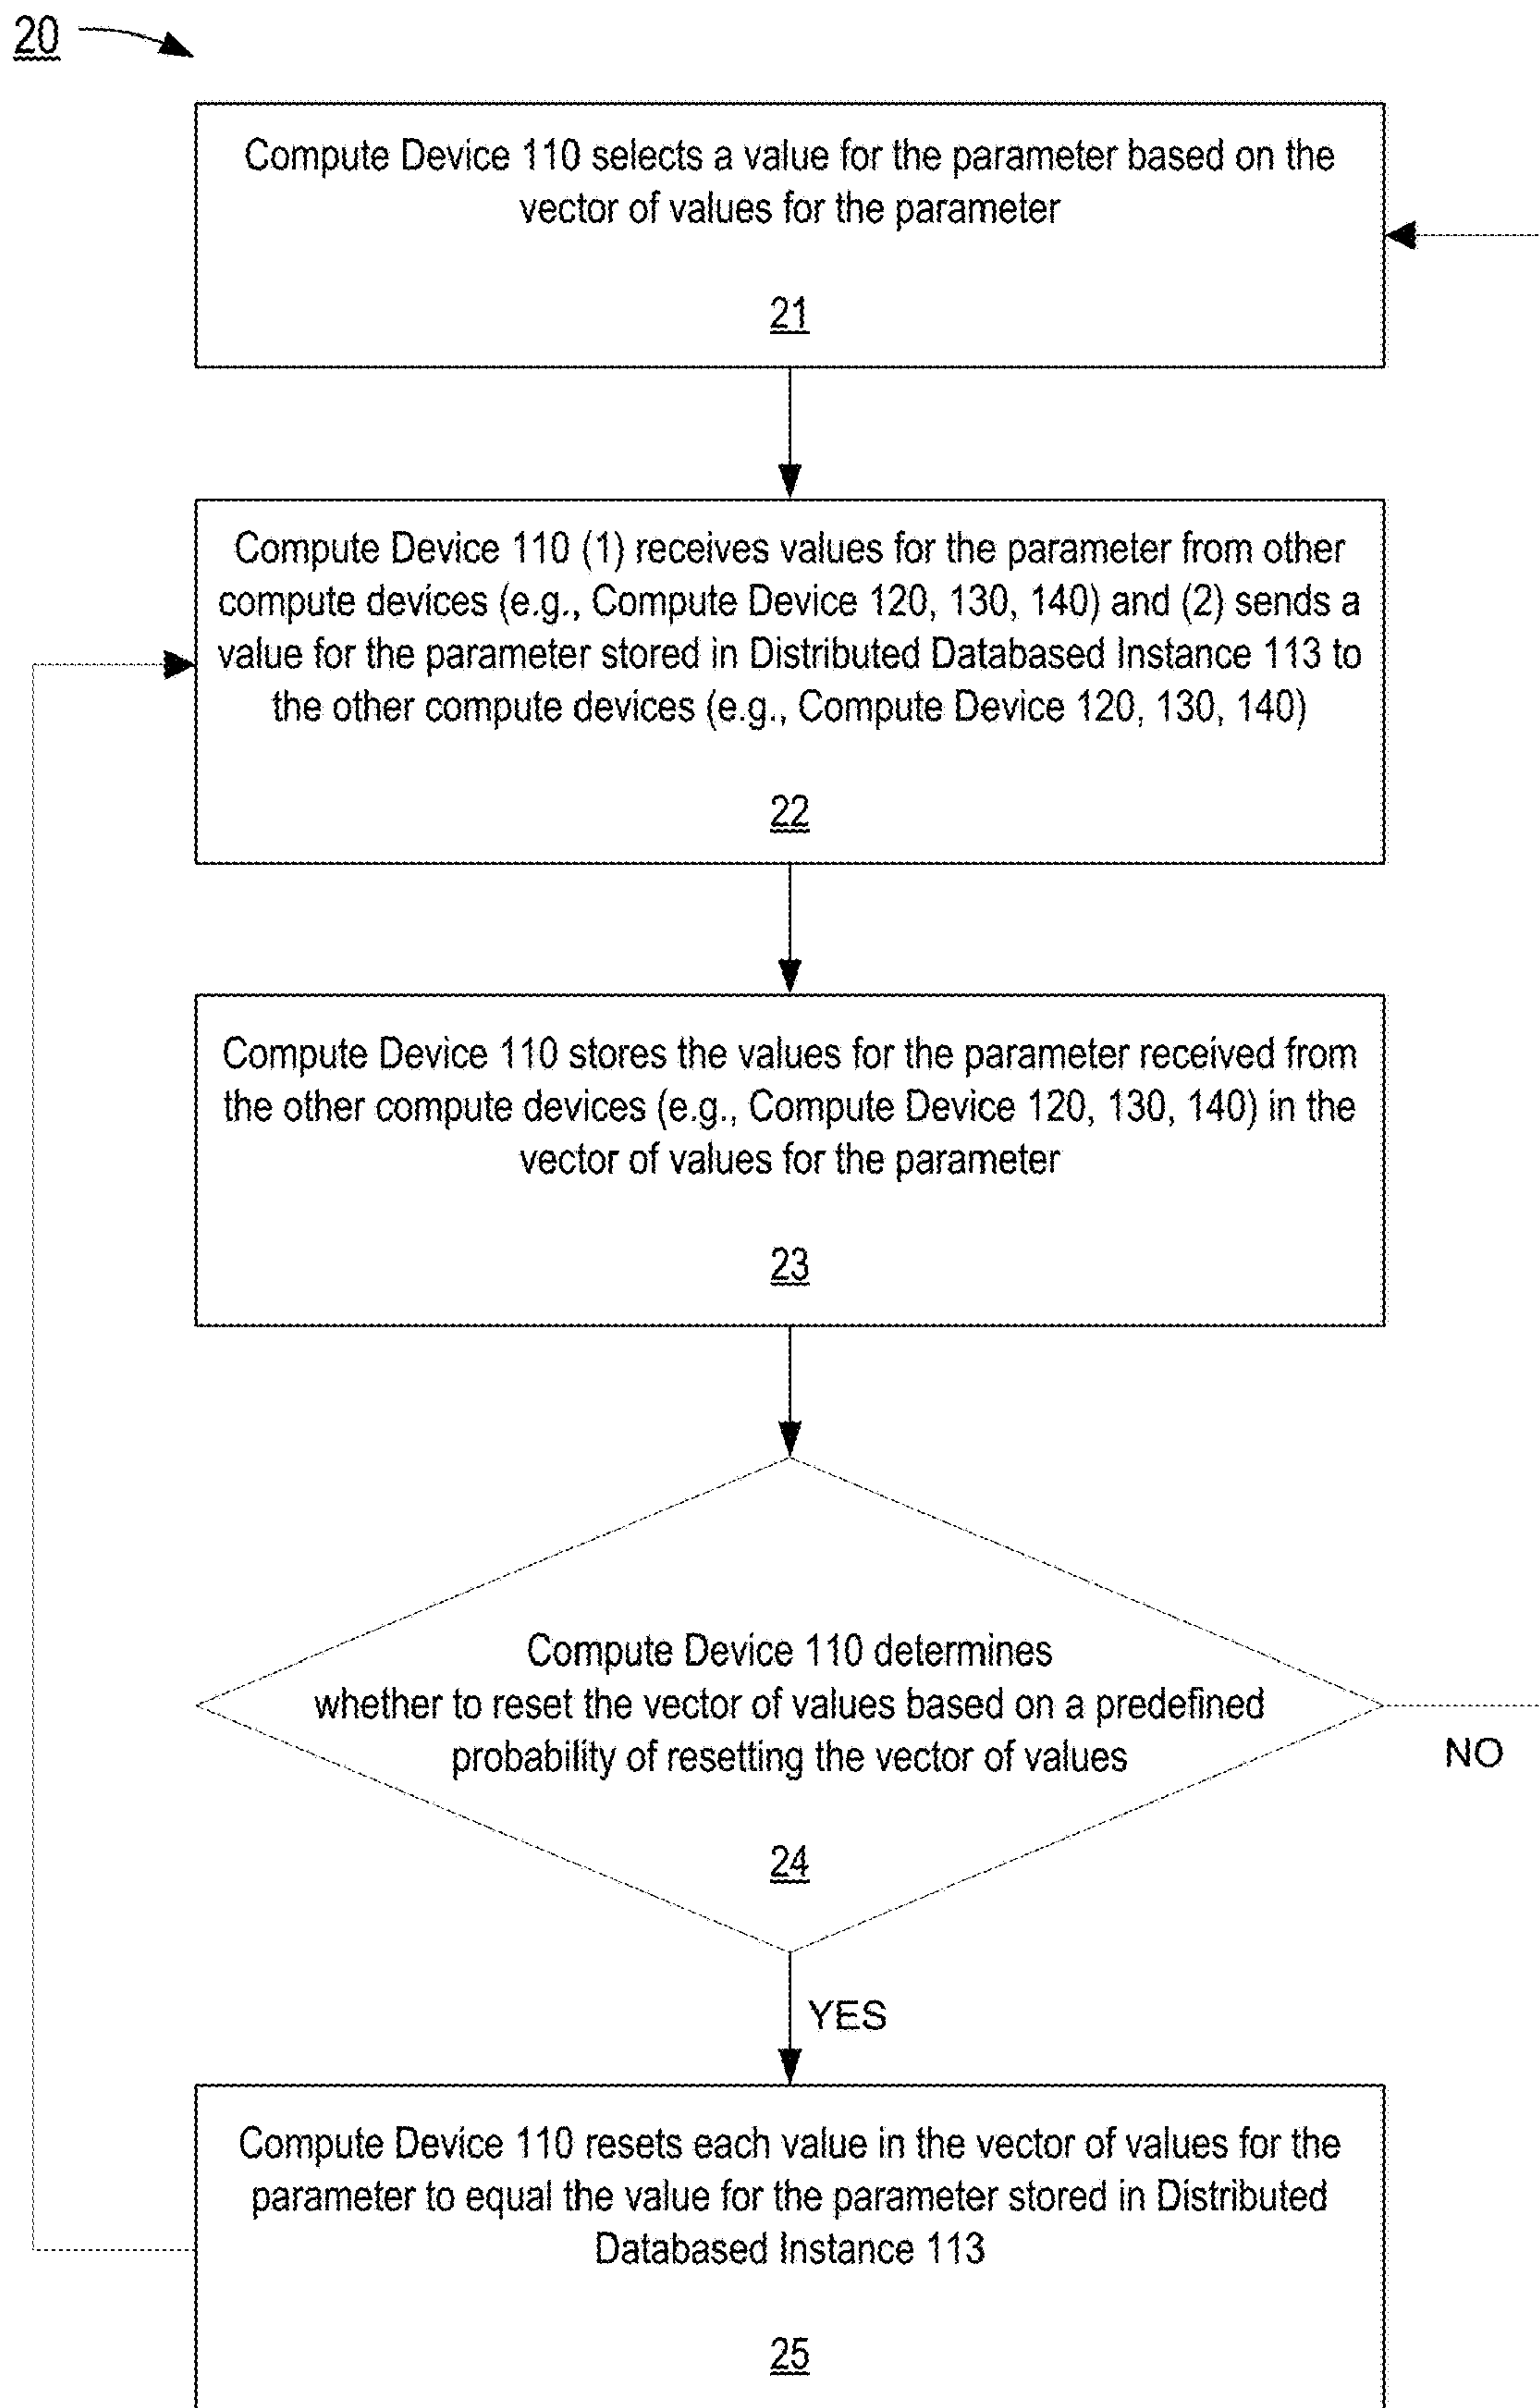 20
Compute Device 110 selects a value for the parameter based on the
vector of values for the parameter
21
Compute Device 110 (1) receives values for the parameter from other
compute devices (e.g., Compute Device 120, 130, 140) and (2) sends a
value for the parameter stored in Distributed Databased Instance 113 to
the other compute devices (e.g., Compute Device 120, 130, 140)
22
Compute Device 110 stores the values for the parameter received from
the other compute devices (e.g., Compute Device 120, 130, 140) in the
vector of values for the parameter
23
Compute Device 110 determines
whether to reset the vector of values based on a predefined
probability of resetting the vector of values
24
NO
YES
Compute Device 110 resets each value in the vector of values for the
parameter to equal the value for the parameter stored in Distributed
Databased Instance 113
25